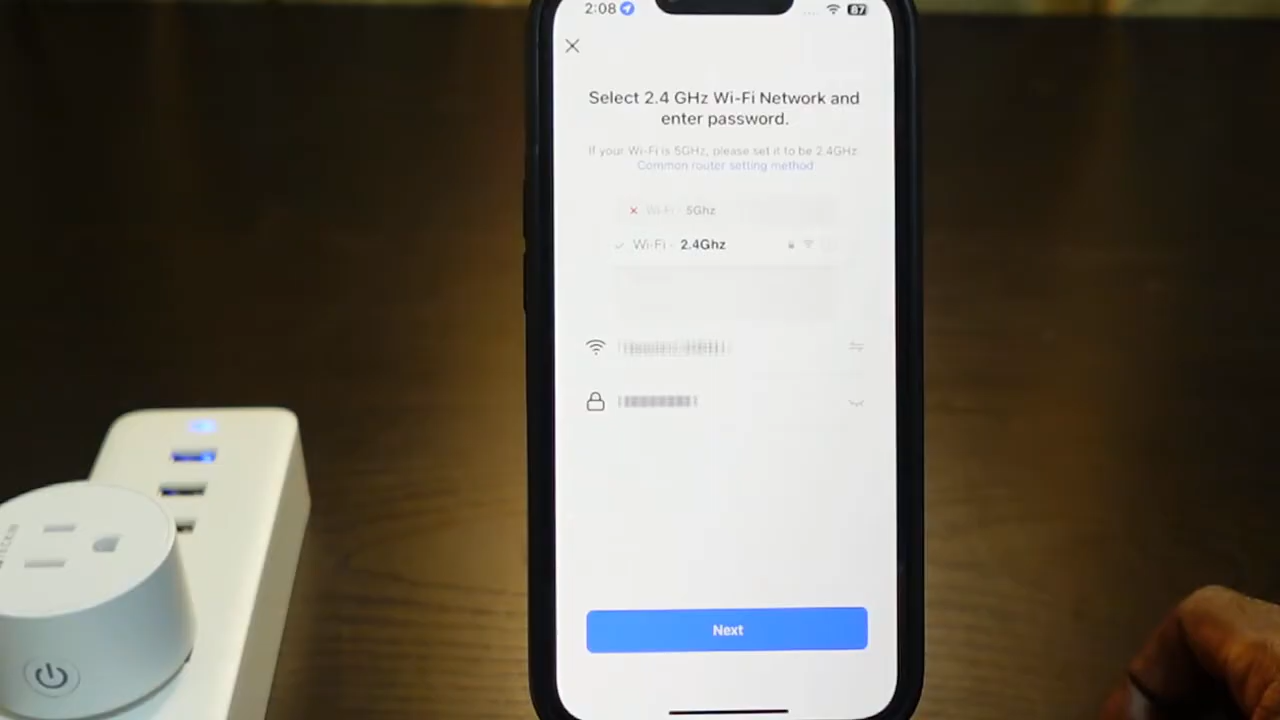 2:08
87
Select 2.4 GHz Wi-Fi Network and
enter password.
If your Wi-Fi is 5GHz, please set it to be 2.4GHz.
Common router setting method
Wi-Fi - 5Ghz
Wi-Fi - 2.4Ghz
Next